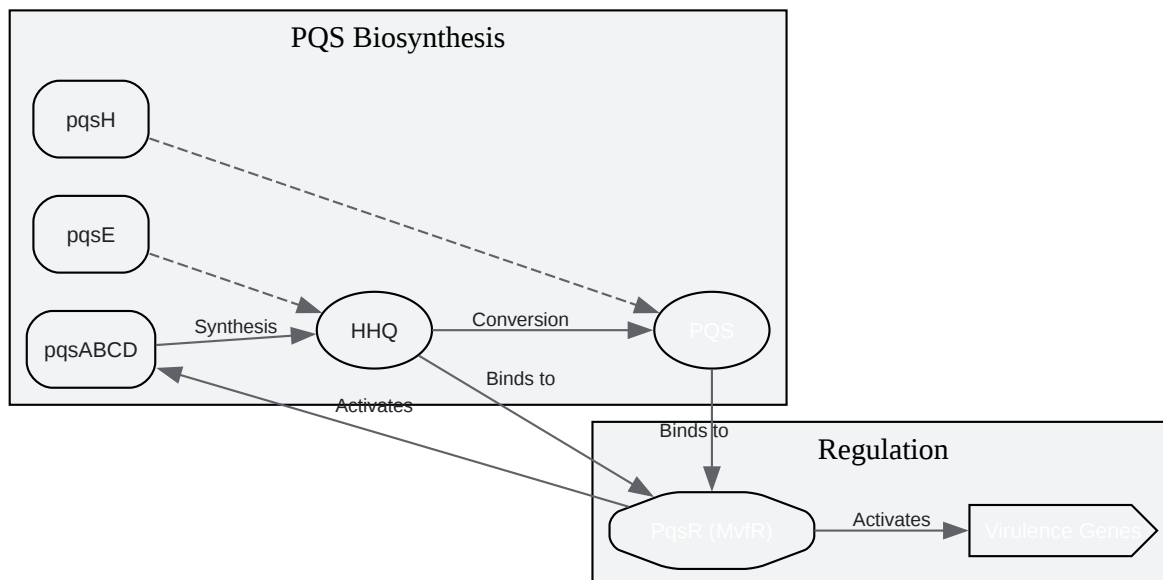 PQS Biosynthesis
pqsH
pqsE
pqsABCD
Synthesis
HHQ
Conversion
PQS
Binds to
Activates
Binds to
Regulation
PqsR (MvfR)
Activates
Virulence Genes